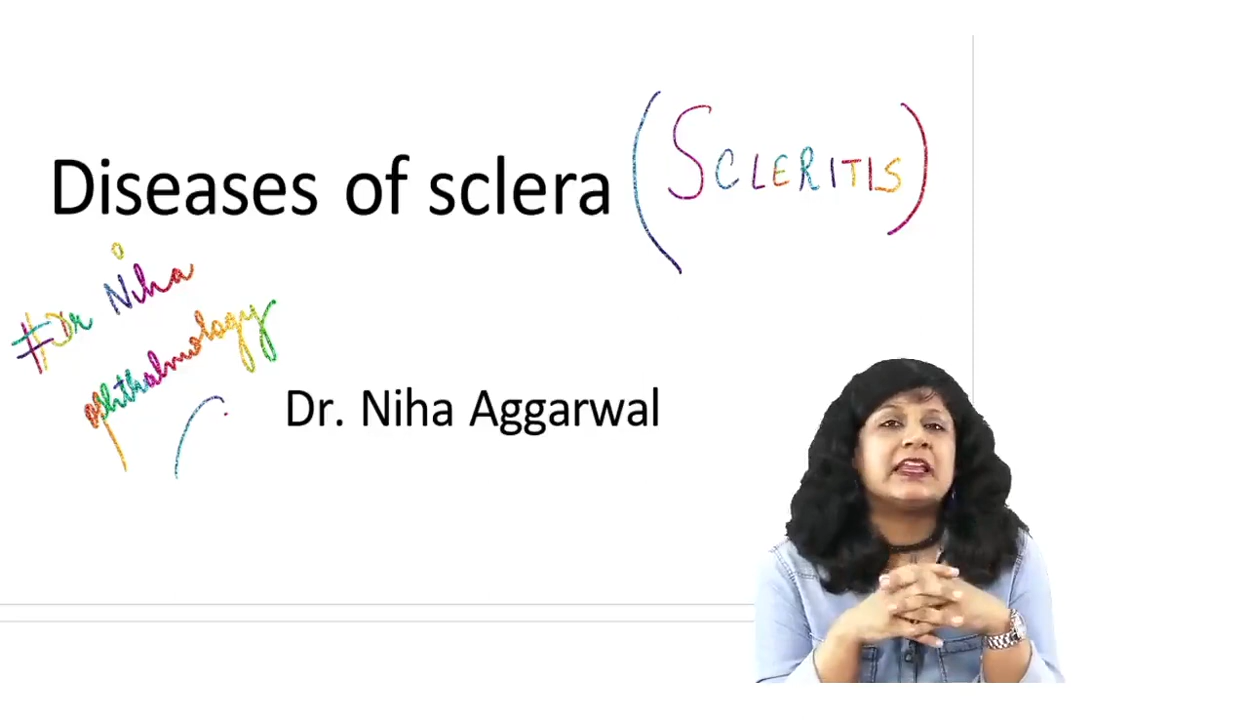 Diseases of sclera (SCLERITIS)
#Dr Niha
ophthalmology
Dr. Niha Aggarwal